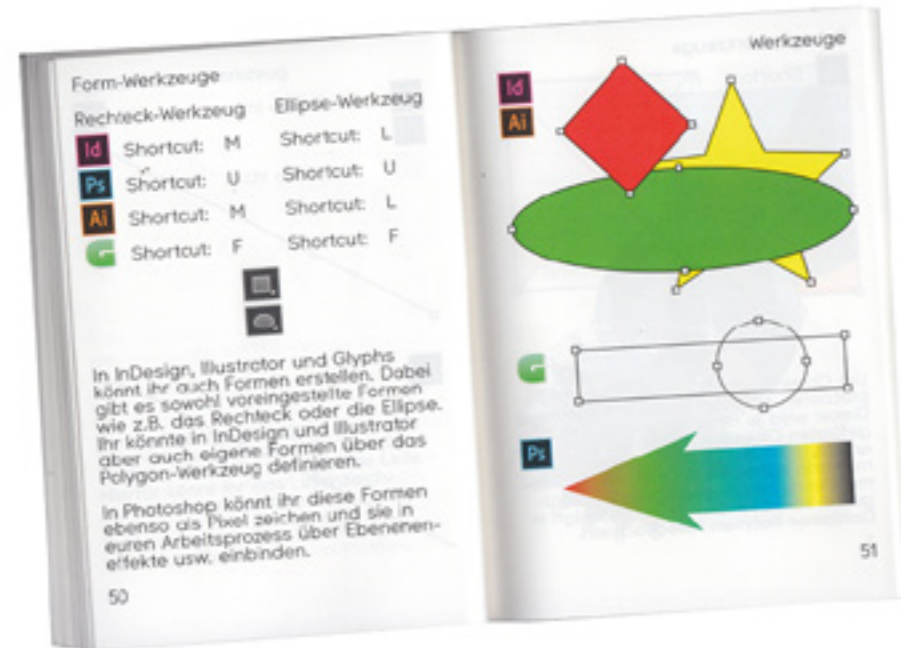 Form-Werkzeuge
Rechteck-Werkzeug Ellipse-Werkzeug
Id Shortcut: M Shortcut: L
Ps Shortcut: U Shortcut: U
Ai Shortcut: M Shortcut: L
G Shortcut: F Shortcut: F
In InDesign, Illustrator und Glyphs
könnt ihr auch Formen erstellen. Dabei
gibt es sowohl voreingestellte Formen
wie z.B. das Rechteck oder die Ellipse.
Ihr könnte in InDesign und Illustrator
aber auch eigene Formen über das
Polygon-Werkzeug definieren.
In Photoshop könnt ihr diese Formen
ebenso als Pixel zeichnen und sie in
euren Arbeitsprozess über Ebenenen-
effekte usw. einbinden.
50
Werkzeuge
Id
Ai
G
Ps
51